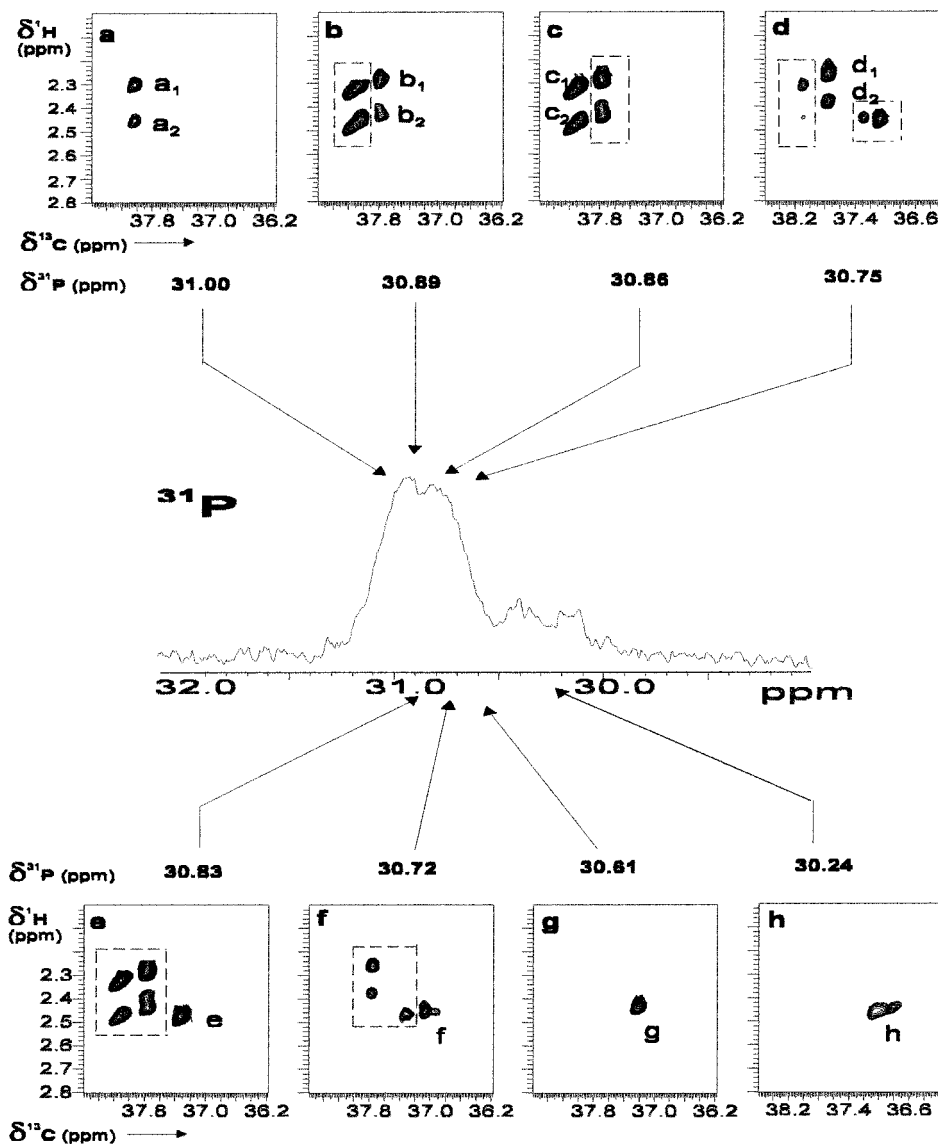 δ¹H a b c d
(ppm)
2.3 a₁ b₁ c₁ d₁
2.4 a₂ b₂ c₂ d₂
2.5
2.6
2.7
2.8
37.8 37.0 36.2 37.8 37.0 36.2 37.8 37.0 36.2 38.2 37.4 36.6
δ¹³C (ppm)
δ³¹P (ppm) 31.00 30.89 30.86 30.75
³¹P
32.0 31.0 30.0 ppm
δ³¹P (ppm) 30.83 30.72 30.61 30.24
δ¹H e f g h
(ppm)
2.3
2.4
2.5 e f g h
2.6
2.7
2.8
37.8 37.0 36.2 37.8 37.0 36.2 37.8 37.0 36.2 38.2 37.4 36.6
δ¹³C (ppm)